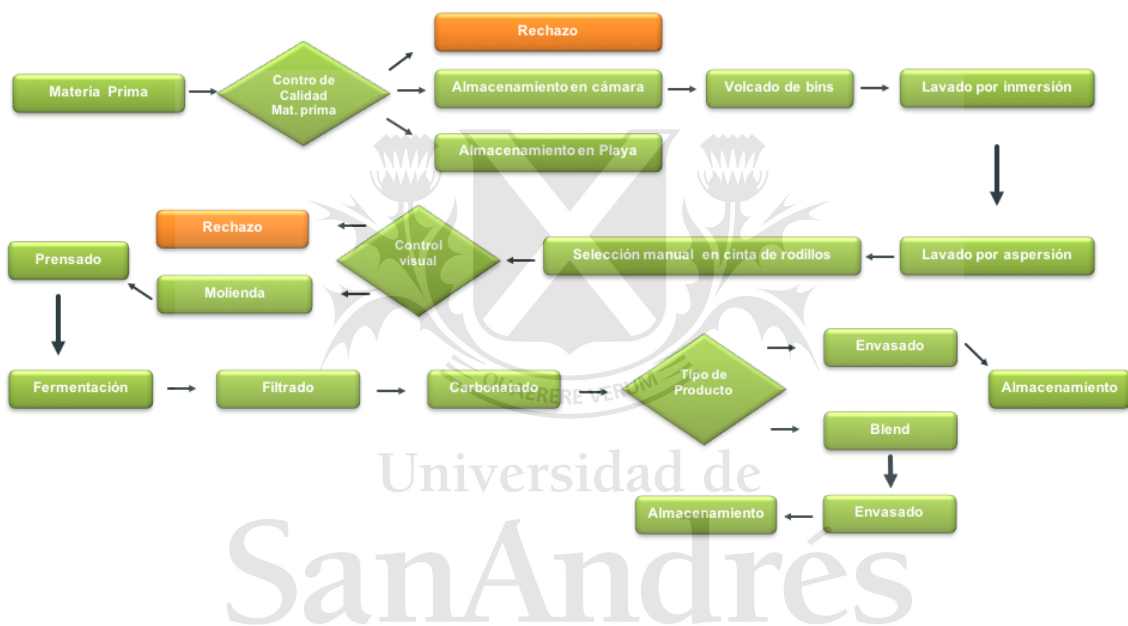 Rechazo
Materia Prima
Contro de
Calidad
Mat. prima
Almacenamiento en cámara
Volcado de bins
Lavado por inmersión
Almacenamiento en Playa
Rechazo
Control
visual
Selección manual en cinta de rodillos
Lavado por aspersión
Prensado
Molienda
Envasado
Fermentación
Filtrado
Carbonatado
Tipo de
Producto
Almacenamiento
QUAERERE VERUM
Blend
Universidad de
Almacenamiento
Envasado
SanAndrés